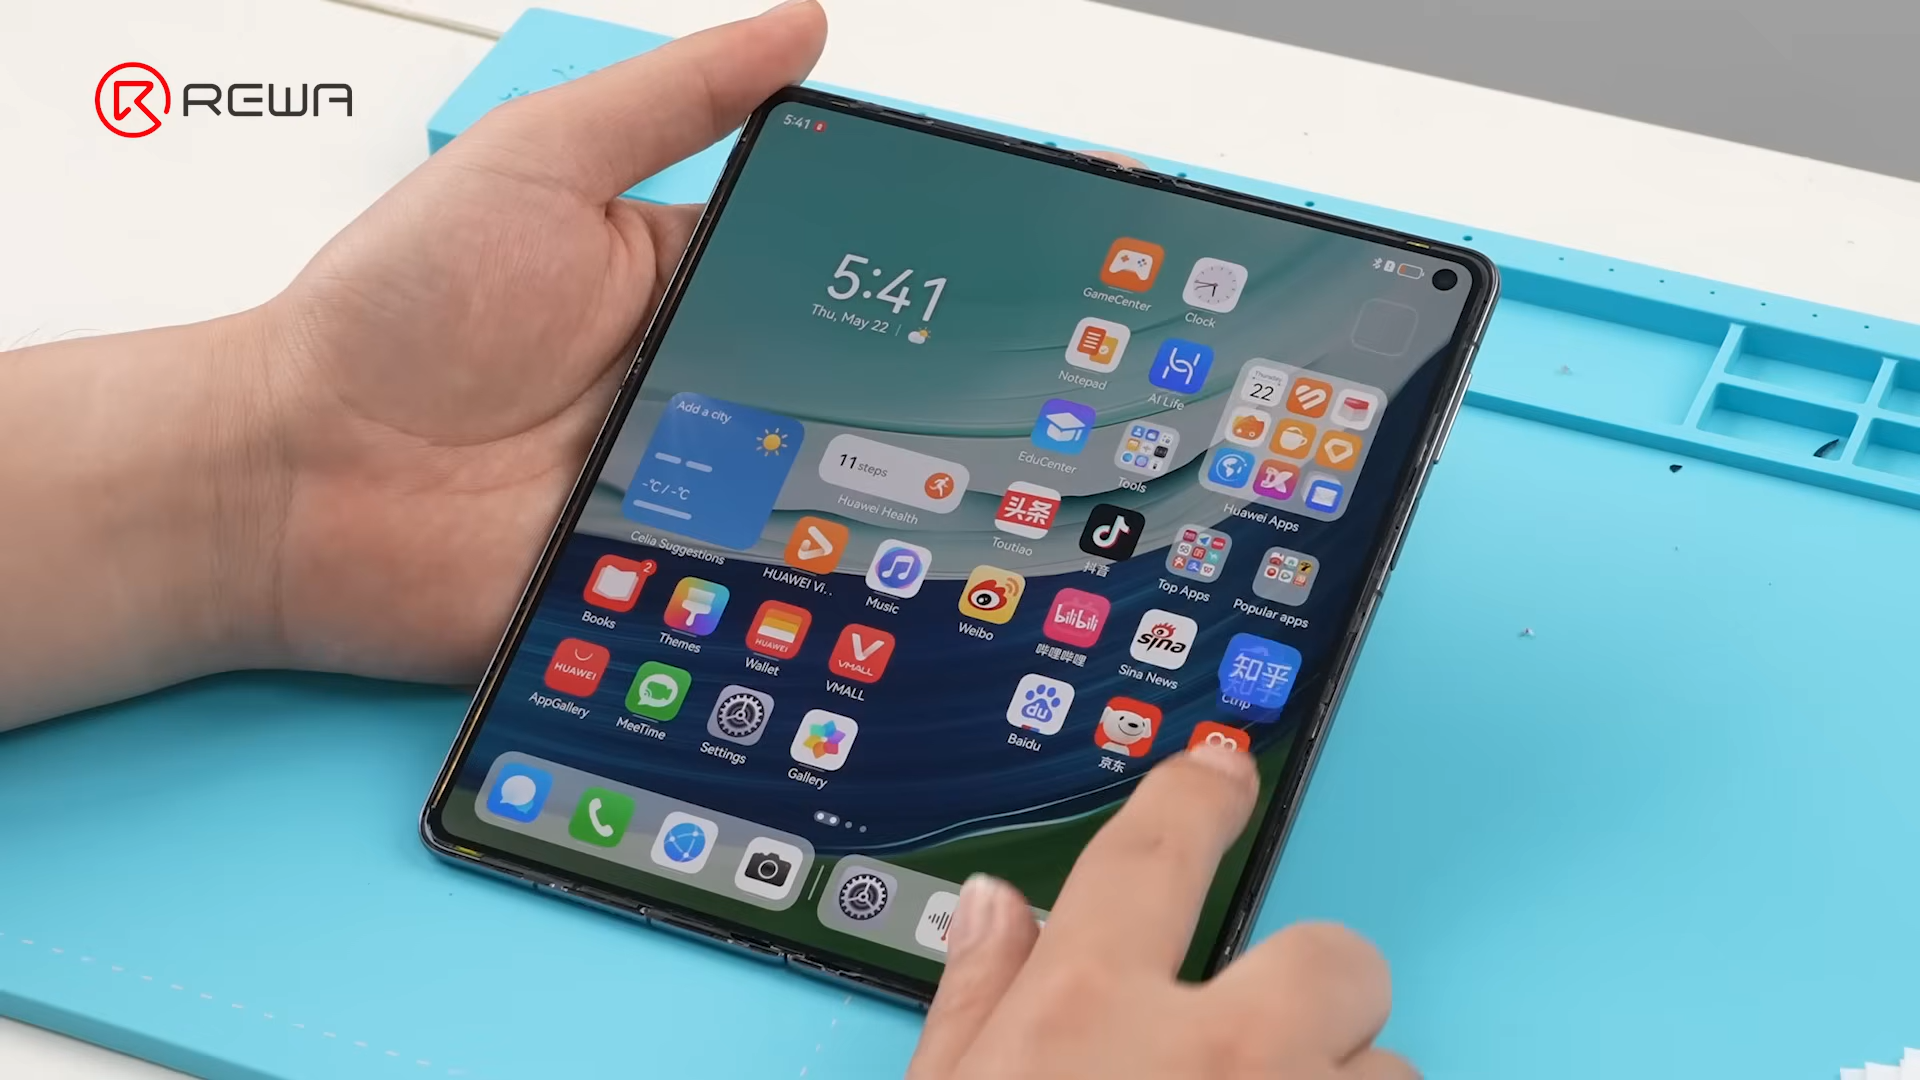 REWA
5:41
5:41
Thu, May 22
GameCenter
Clock
Notepad
AI Life
Thursday
22
Add a city
-- --
-°C / -°C
11 steps
Huawei Health
EduCenter
Tools
Huawei Apps
Celia Suggestions
HUAWEI Vi..
Music
头条
Toutiao
抖音
Top Apps
Popular apps
2
Books
Themes
HUAWEI
Wallet
VMALL
VMALL
Weibo
bilibili
哔哩哔哩
sina
Sina News
知乎
Ctrip
HUAWEI
AppGallery
MeeTime
Settings
Gallery
du
Baidu
京东